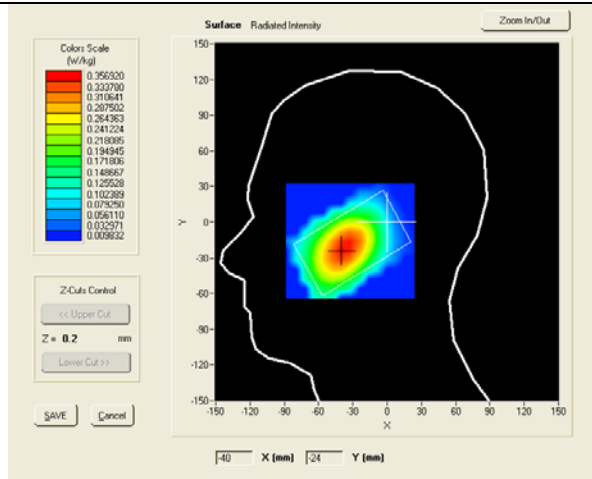 Surface Radiated Intensity
Zoom In/Out
Colors Scale
(W/kg)
0.356920
0.333780
0.310641
0.287502
0.264363
0.241224
0.218085
0.194945
0.171806
0.148667
0.125528
0.102389
0.079250
0.056110
0.032971
0.009832
Z-Cuts Control
<< Upper Cut
Z = 0.2 mm
Lower Cut >>
SAVE Cancel
150-
120-
90-
60-
30-
0-
-30-
-60-
-90-
-120-
-150-
Y
-150 -120 -90 -60 -30 0 30 60 90 120 150
X
-40 X (mm) -24 Y (mm)